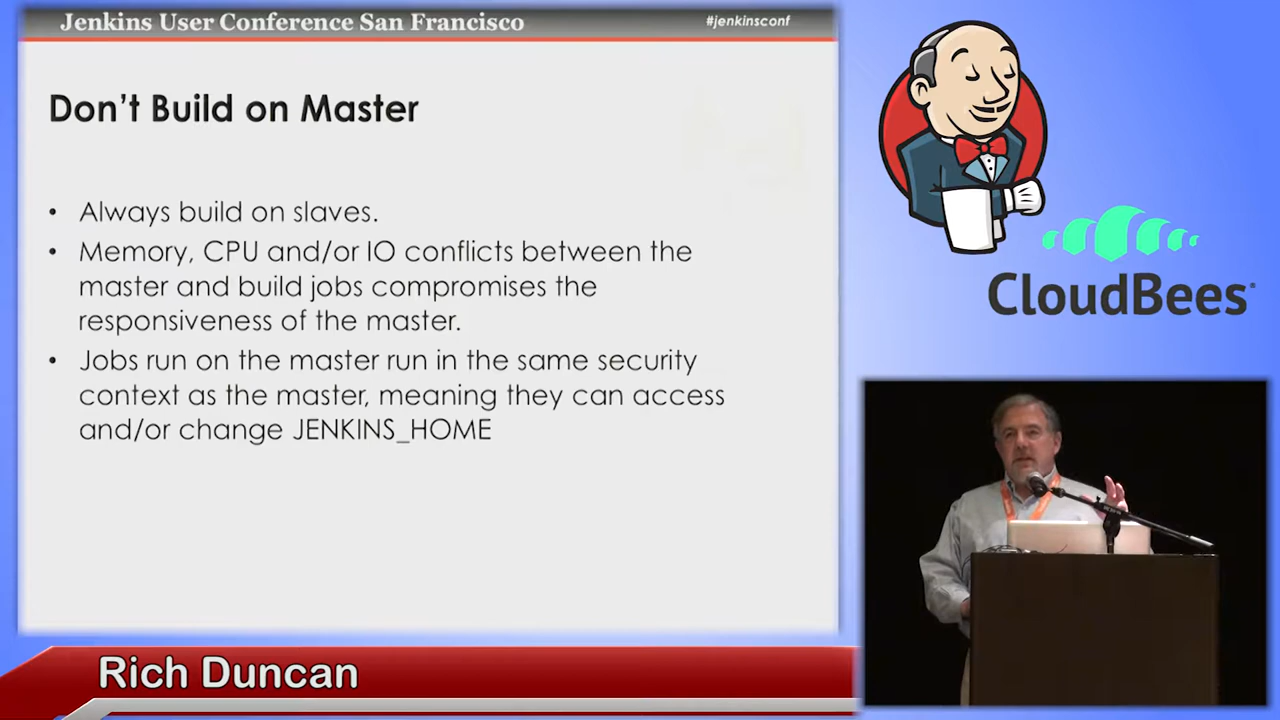 Jenkins User Conference San Francisco #jenkinsconf
Don't Build on Master
• Always build on slaves.
• Memory, CPU and/or IO conflicts between the
master and build jobs compromises the
responsiveness of the master.
• Jobs run on the master run in the same security
context as the master, meaning they can access
and/or change JENKINS_HOME
CloudBees
Rich Duncan